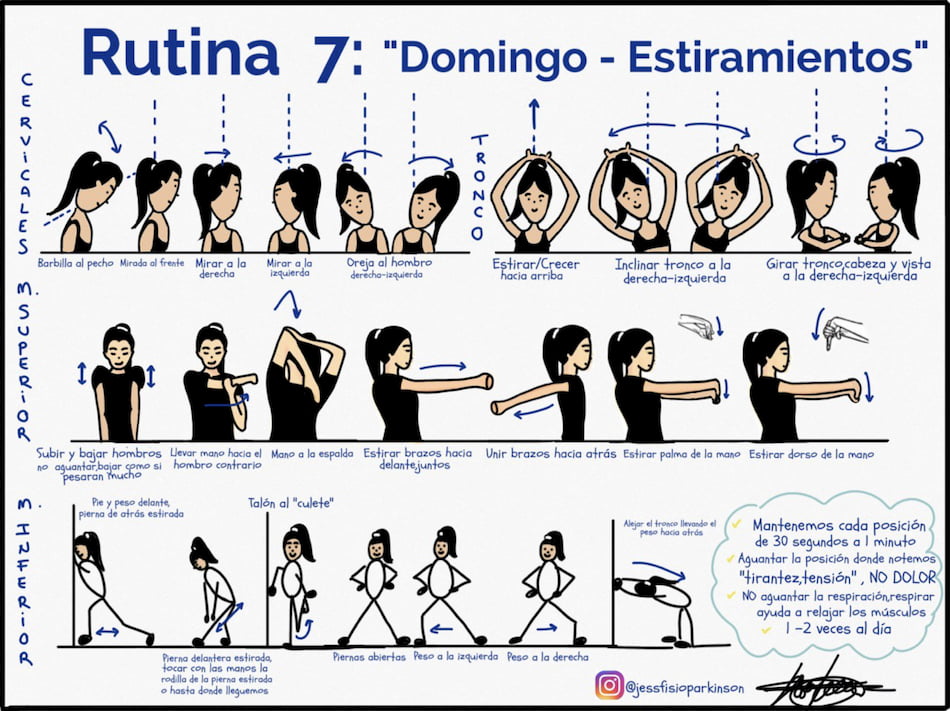 Rutina 7: "Domingo - Estiramientos"
CERViCALES
Barbilla al pecho
Mirada al frente
Mirar a la
derecha
Mirar a la
izquierda
Oreja al hombro
derecha-izquierda
TRONCO
Estirar/Crecer
hacia arriba
Inclinar tronco a la
derecha-izquierda
Girar tronco,cabeza y vista
a la derecha-izquierda
M. SUPERiOR
Subir y bajar hombros
no aguantar,bajar como si
pesaran mucho
Llevar mano hacia el
hombro contrario
Mano a la espalda
Estirar brazos hacia
delante,juntos
Unir brazos hacia atrás
Estirar palma de la mano
Estirar dorso de la mano
M. iNFERiOR
Pie y peso delante,
pierna de atrás estirada
Pierna delantera estirada,
tocar con las manos la
rodilla de la pierna estirada
o hasta donde lleguemos
Talón al "culete"
Piernas abiertas
Peso a la izquierda
Peso a la derecha
Alejar el tronco llevando el
peso hacia atrás
✓ Mantenemos cada posición
de 30 segundos a 1 minuto
✓ Aguantar la posición donde notemos
"tirantez,tensión" , NO DOLOR
✓ NO aguantar la respiración,respirar
ayuda a relajar los músculos
✓ 1 -2 veces al día
@jessfisioparkinson